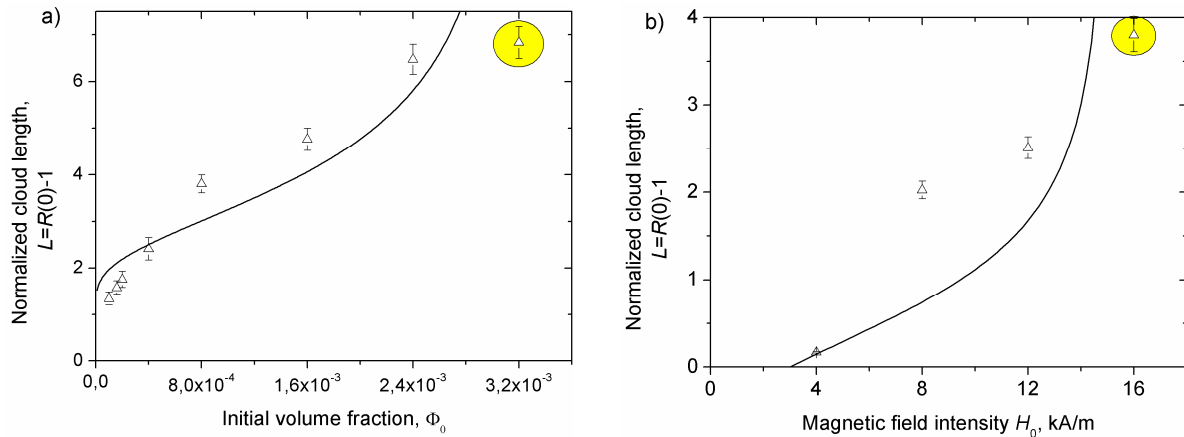 a)
Normalized cloud length,
L=R(0)-1
6
4
2
0
0,0
8,0x10⁻⁴
1,6x10⁻³
2,4x10⁻³
3,2x10⁻³
Initial volume fraction, Φ₀
b)
Normalized cloud length,
L=R(0)-1
4
3
2
1
0
0
4
8
12
16
Magnetic field intensity H₀, kA/m